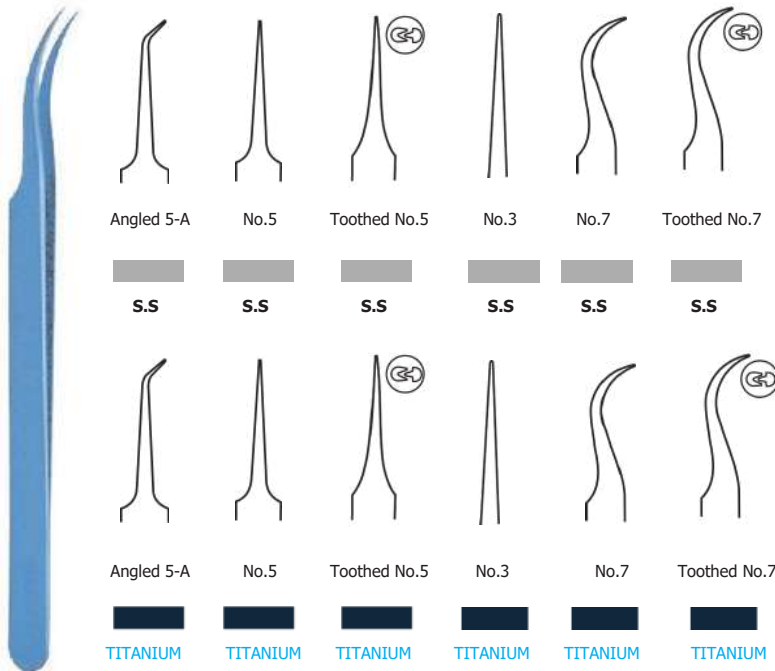 Angled 5-A No.5 Toothed No.5 No.3 No.7 Toothed No.7
S.S S.S S.S S.S S.S S.S
Angled 5-A No.5 Toothed No.5 No.3 No.7 Toothed No.7
TITANIUM TITANIUM TITANIUM TITANIUM TITANIUM TITANIUM